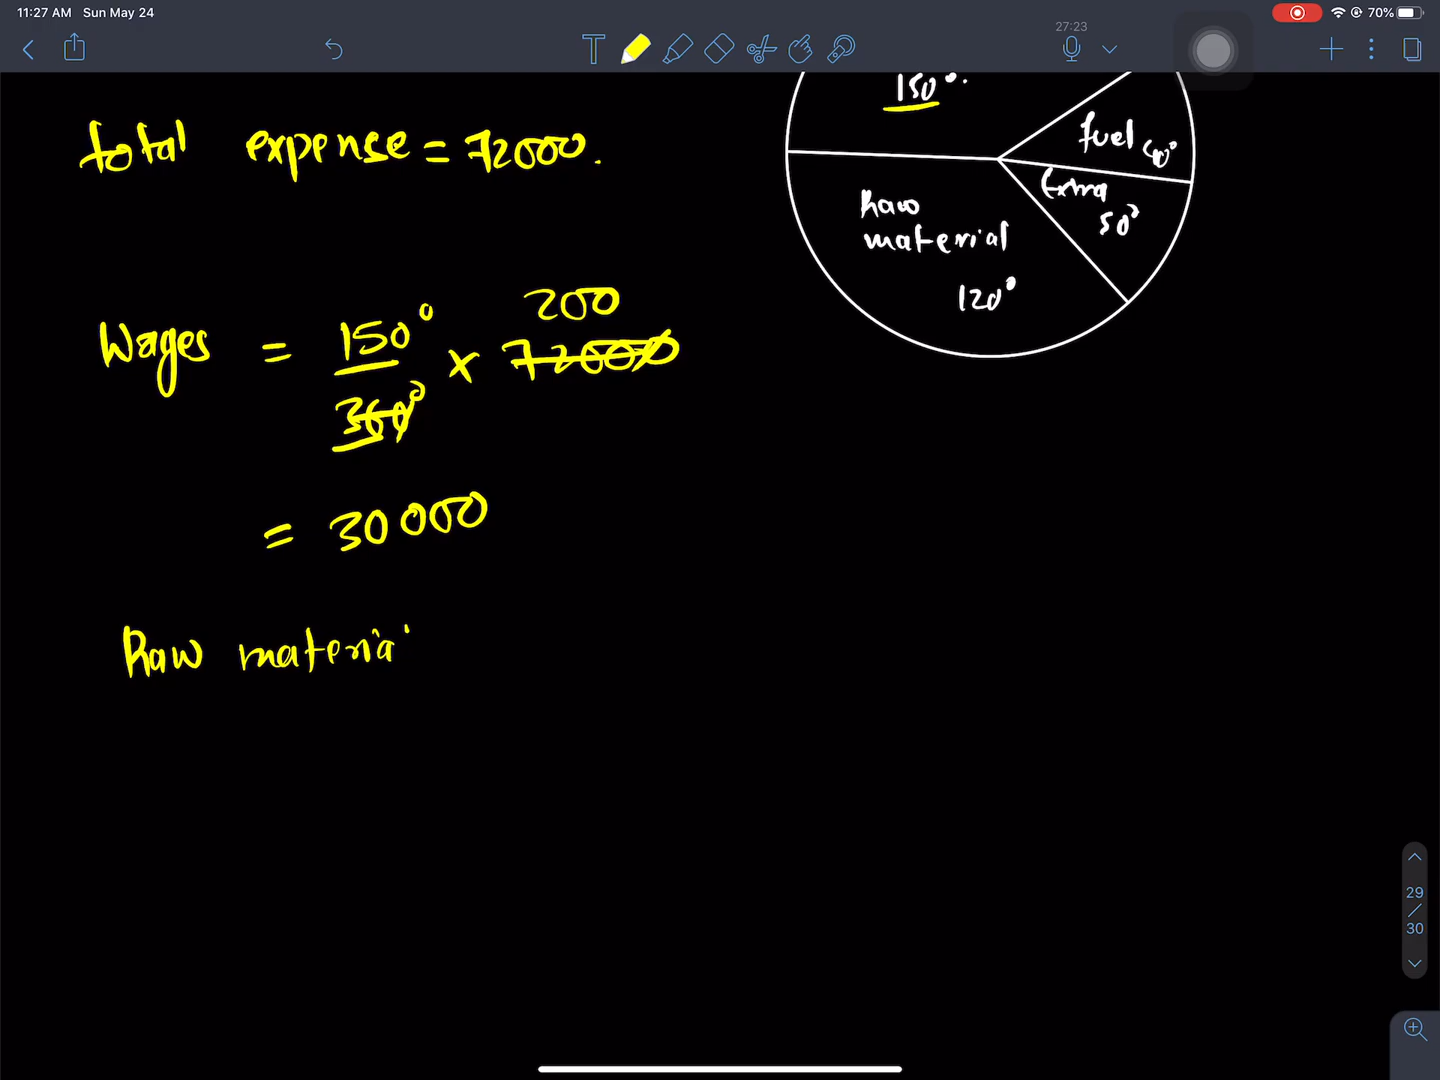 11:27 AM Sun May 24
70%
27:23
150°.
total expense = 72000.
fuel 40°
Extra
50°
Raw
material
120°
200
Wages = 150° x 72000
360°
= 30000
Raw materia
29
/
30